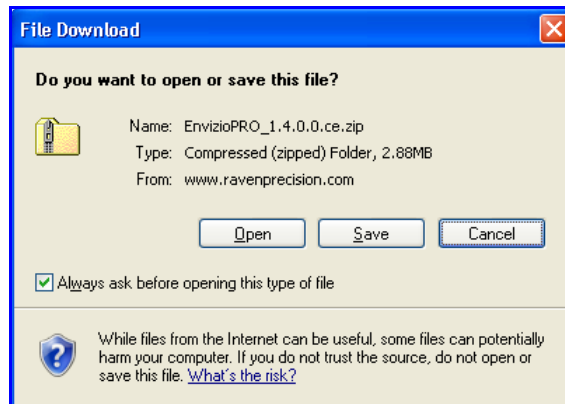 File Download
Do you want to open or save this file?
Name: EnvizioPRO_1.4.0.0.ce.zip
Type: Compressed (zipped) Folder, 2.88MB
From: www.ravenprecision.com
Open Save Cancel
Always ask before opening this type of file
While files from the Internet can be useful, some files can potentially
harm your computer. If you do not trust the source, do not open or
save this file. What's the risk?